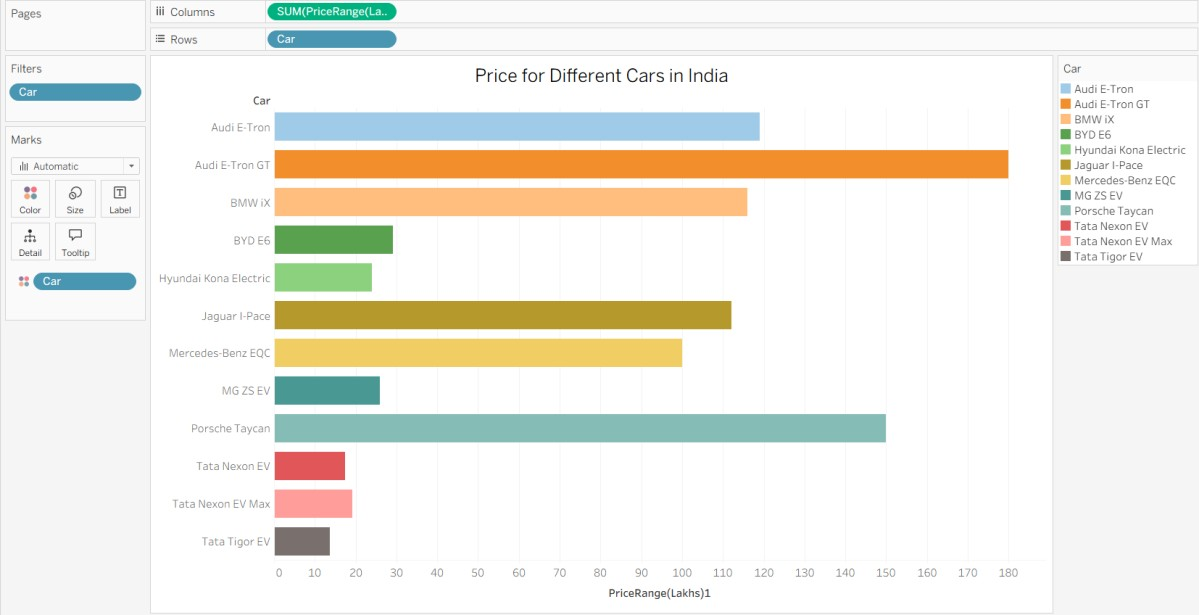 Pages
Columns
SUM(PriceRange(La..
Rows
Car
Filters
Car
Marks
Automatic
Color
Size
Label
Detail
Tooltip
Car
Price for Different Cars in India
Car
Audi E-Tron
Audi E-Tron GT
BMW iX
BYD E6
Hyundai Kona Electric
Jaguar I-Pace
Mercedes-Benz EQC
MG ZS EV
Porsche Taycan
Tata Nexon EV
Tata Nexon EV Max
Tata Tigor EV
0 10 20 30 40 50 60 70 80 90 100 110 120 130 140 150 160 170 180
PriceRange(Lakhs)1
Car
Audi E-Tron
Audi E-Tron GT
BMW iX
BYD E6
Hyundai Kona Electric
Jaguar I-Pace
Mercedes-Benz EQC
MG ZS EV
Porsche Taycan
Tata Nexon EV
Tata Nexon EV Max
Tata Tigor EV